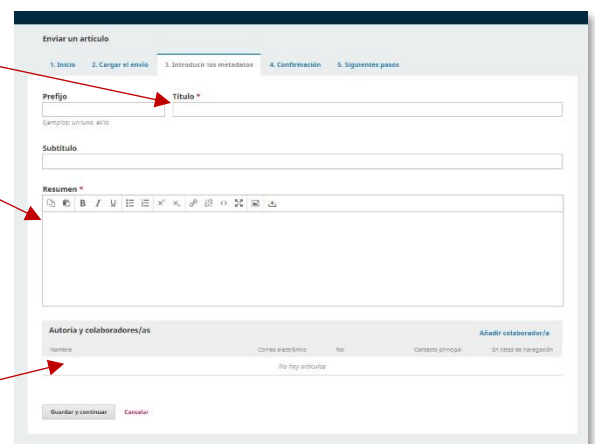 Enviar un artículo
1. Inicio 2. Cargar el envío 3. Introducir los metadatos 4. Confirmación 5. Siguientes pasos
Prefijo Título *
Ejemplos: un/uno, el/la
Subtítulo
Resumen *
Autoría y colaboradores/as Añadir colaborador/a
Nombre Correo electrónico Rol Contacto principal En listas de navegación
No hay artículos
Guardar y continuar Cancelar